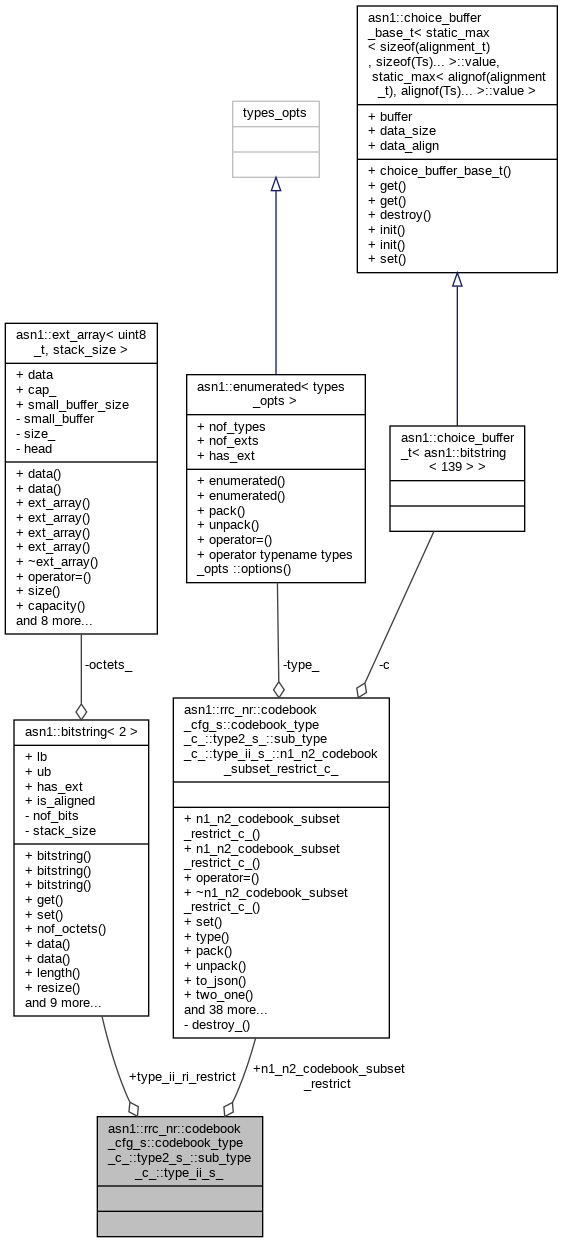 asn1::choice_buffer
_base_t< static_max
< sizeof(alignment_t)
, sizeof(Ts)... >::value,
static_max< alignof(alignment
_t), alignof(Ts)... >::value >
+ buffer
+ data_size
+ data_align
+ choice_buffer_base_t()
+ get()
+ get()
+ destroy()
+ init()
+ init()
+ set()
types_opts
asn1::ext_array< uint8
_t, stack_size >
+ data
+ cap_
+ small_buffer_size
- small_buffer
- size_
- head
+ data()
+ data()
+ ext_array()
+ ext_array()
+ ext_array()
+ ext_array()
+ ~ext_array()
+ operator=()
+ size()
+ capacity()
and 8 more...
asn1::enumerated< types
_opts >
+ nof_types
+ nof_exts
+ has_ext
+ enumerated()
+ enumerated()
+ pack()
+ unpack()
+ operator=()
+ operator typename types
_opts ::options()
asn1::choice_buffer
_t< asn1::bitstring
< 139 > >
-octets_
-type_
-c
asn1::bitstring< 2 >
+ lb
+ ub
+ has_ext
+ is_aligned
- nof_bits
- stack_size
+ bitstring()
+ bitstring()
+ bitstring()
+ get()
+ set()
+ nof_octets()
+ data()
+ data()
+ length()
+ resize()
and 9 more...
asn1::rrc_nr::codebook
_cfg_s::codebook_type
_c_::type2_s_::sub_type
_c_::type_ii_s_::n1_n2_codebook
_subset_restrict_c_
+ n1_n2_codebook_subset
_restrict_c_()
+ n1_n2_codebook_subset
_restrict_c_()
+ operator=()
+ ~n1_n2_codebook_subset
_restrict_c_()
+ set()
+ type()
+ pack()
+ unpack()
+ to_json()
+ two_one()
and 38 more...
- destroy_()
+type_ii_ri_restrict
+n1_n2_codebook_subset
_restrict
asn1::rrc_nr::codebook
_cfg_s::codebook_type
_c_::type2_s_::sub_type
_c_::type_ii_s_